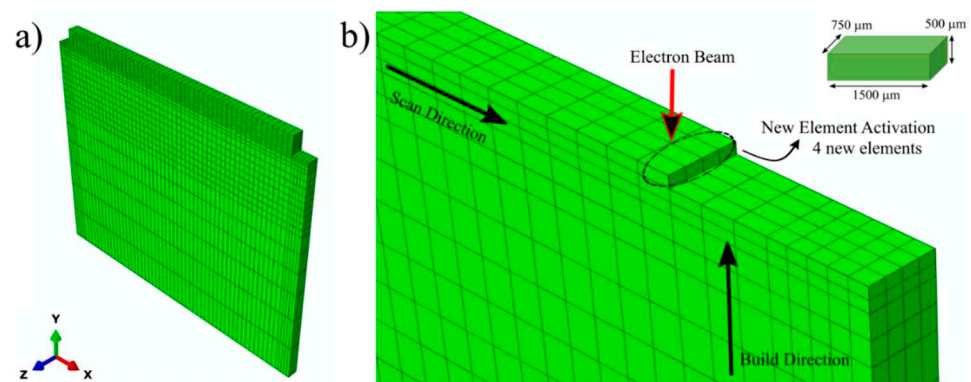 a)
Y
Z
X
b)
Scan Direction
Electron Beam
750 μm
500 μm
1500 μm
New Element Activation
4 new elements
Build Direction